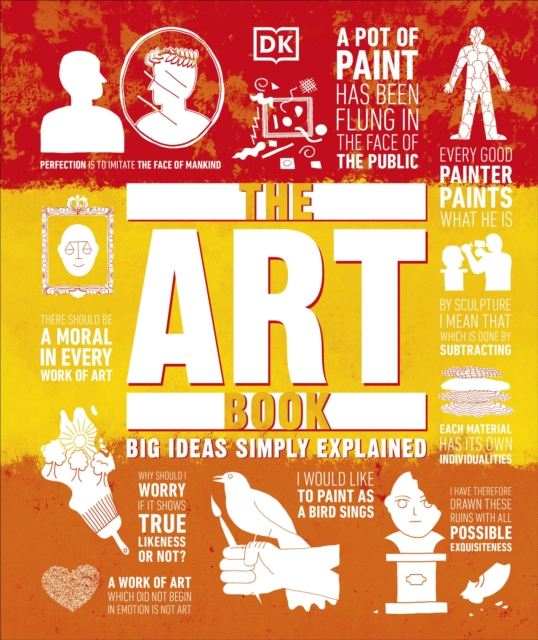 DK
A POT OF
PAINT
HAS BEEN
FLUNG IN
THE FACE OF
THE PUBLIC
PERFECTION IS TO IMITATE THE FACE OF MANKIND
EVERY GOOD
PAINTER
PAINTS
WHAT HE IS
THE
ART
BOOK
BIG IDEAS SIMPLY EXPLAINED
THERE SHOULD BE
A MORAL
IN EVERY
WORK OF ART
BY SCULPTURE
I MEAN THAT
WHICH IS DONE BY
SUBTRACTING
EACH MATERIAL
HAS ITS OWN
INDIVIDUALITIES
WHY SHOULD I
WORRY
IF IT SHOWS
TRUE
LIKENESS
OR NOT?
I WOULD LIKE
TO PAINT AS
A BIRD SINGS
I HAVE THEREFORE
DRAWN THESE
RUINS WITH ALL
POSSIBLE
EXQUISITENESS
A WORK OF ART
WHICH DID NOT BEGIN
IN EMOTION IS NOT ART